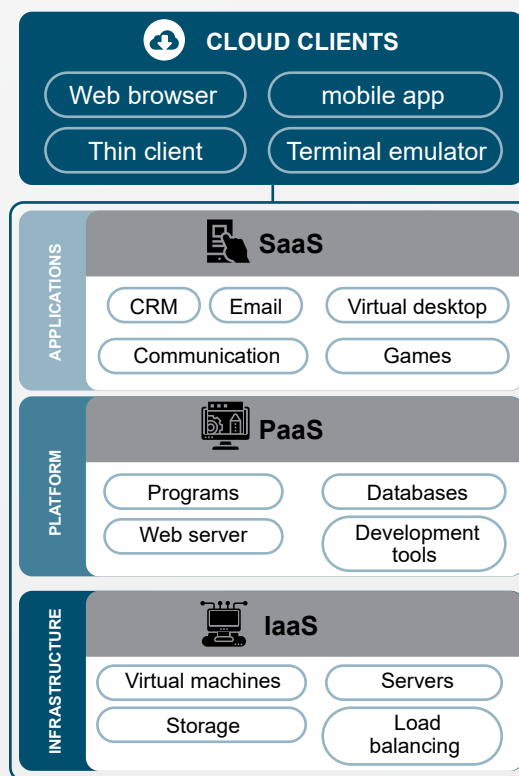 CLOUD CLIENTS
Web browser
mobile app
Thin client
Terminal emulator
APPLICATIONS
SaaS
CRM
Email
Virtual desktop
Communication
Games
PLATFORM
PaaS
Programs
Databases
Web server
Development
tools
INFRASTRUCTURE
IaaS
Virtual machines
Servers
Storage
Load
balancing